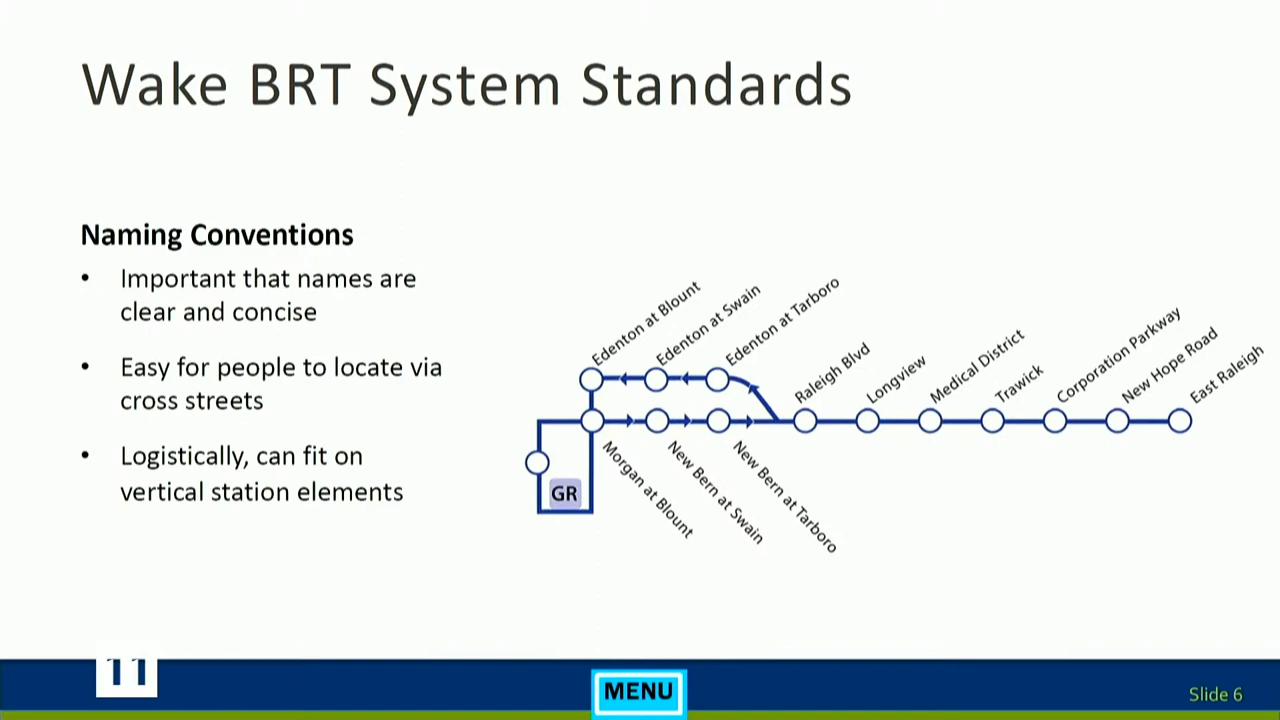 Wake BRT System Standards
Naming Conventions
• Important that names are
clear and concise
• Easy for people to locate via
cross streets
• Logistically, can fit on
vertical station elements
Edenton at Blount
Edenton at Swain
Edenton at Tarboro
Raleigh Blvd
Longview
Medical District
Trawick
Corporation Parkway
New Hope Road
East Raleigh
Morgan at Blount
New Bern at Swain
New Bern at Tarboro
GR
11
MENU
Slide 6